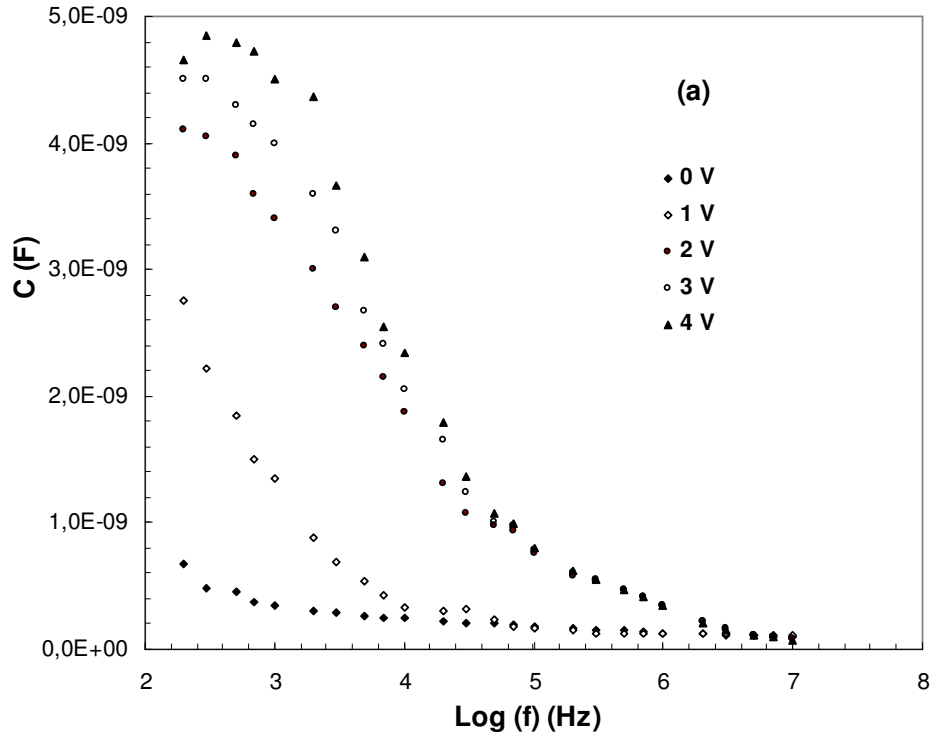 5,0E-09
(a)
4,0E-09
0 V
1 V
3,0E-09
2 V
C (F)
3 V
4 V
2,0E-09
1,0E-09
0,0E+00
2 3 4 5 6 7 8
Log (f) (Hz)